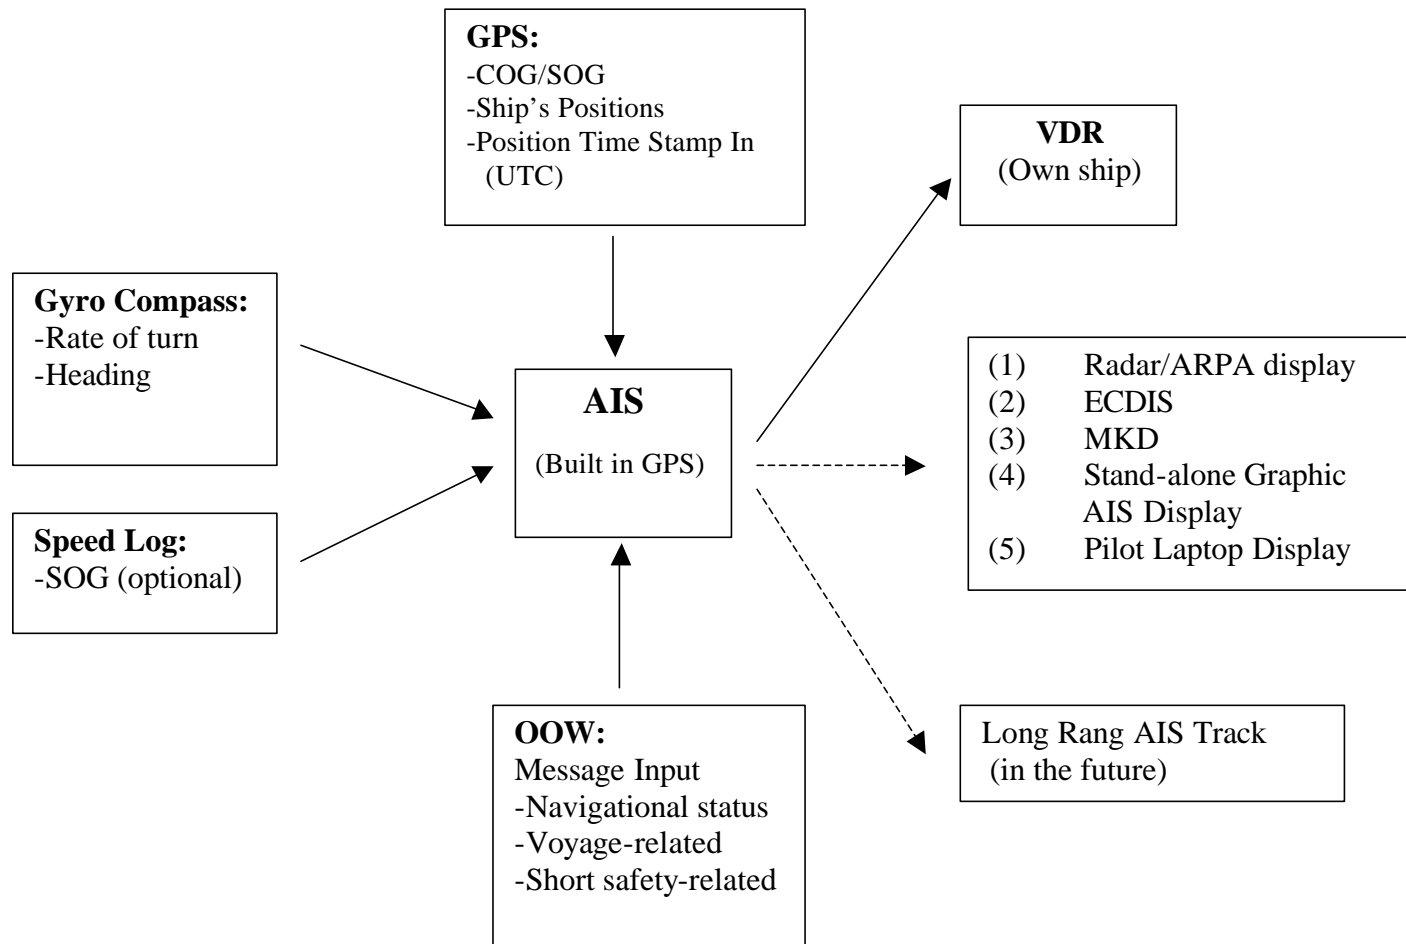 GPS:
-COG/SOG
-Ship's Positions
-Position Time Stamp In
(UTC)
VDR
(Own ship)
Gyro Compass:
-Rate of turn
-Heading
AIS
(Built in GPS)
(1) Radar/ARPA display
(2) ECDIS
(3) MKD
(4) Stand-alone Graphic
AIS Display
(5) Pilot Laptop Display
Speed Log:
-SOG (optional)
OOW:
Message Input
-Navigational status
-Voyage-related
-Short safety-related
Long Rang AIS Track
(in the future)